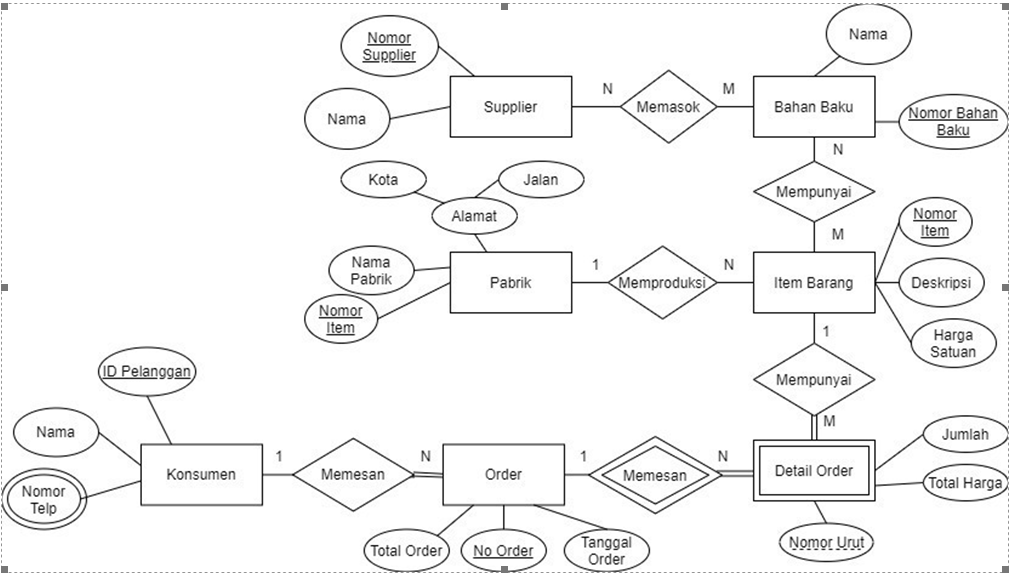 Nomor
Supplier
Nama
Supplier
N
Memasok
M
Bahan Baku
Nama
Nomor Bahan
Baku
N
Mempunyai
M
Kota
Jalan
Alamat
Nama
Pabrik
Nomor
Item
Pabrik
1
Memproduksi
N
Item Barang
Nomor
Item
Deskripsi
Harga
Satuan
1
Mempunyai
M
ID Pelanggan
Nama
Nomor
Telp
Konsumen
1
Memesan
N
Order
1
Memesan
N
Detail Order
Jumlah
Total Harga
Nomor Urut
Total Order
No Order
Tanggal
Order